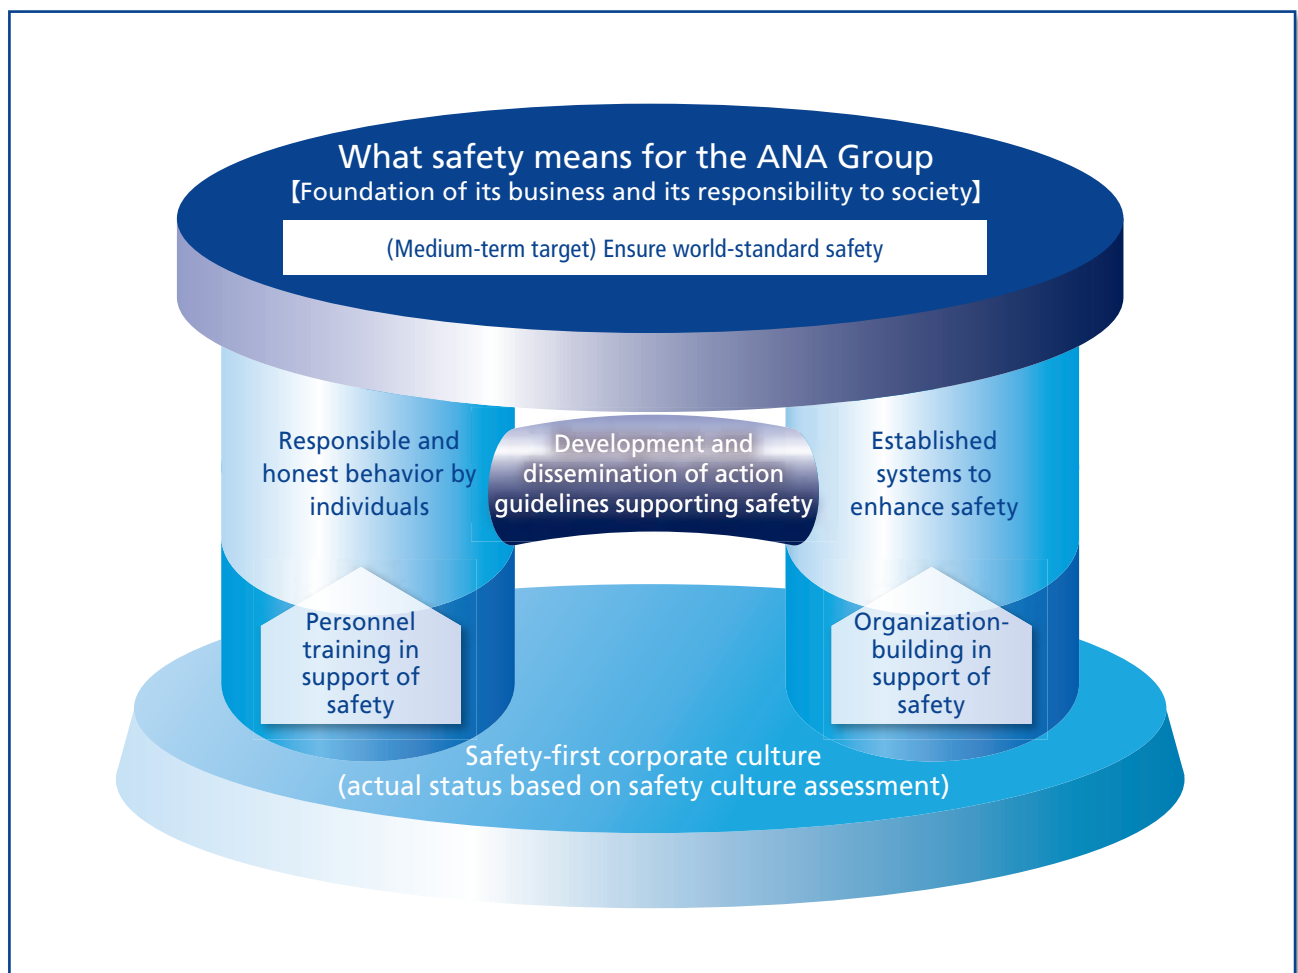 What safety means for the ANA Group
【Foundation of its business and its responsibility to society】
(Medium-term target) Ensure world-standard safety
Responsible and
honest behavior by
individuals
Development and
dissemination of action
guidelines supporting safety
Established
systems to
enhance safety
Personnel
training in
support of
safety
Organization-
building in
support of
safety
Safety-first corporate culture
(actual status based on safety culture assessment)